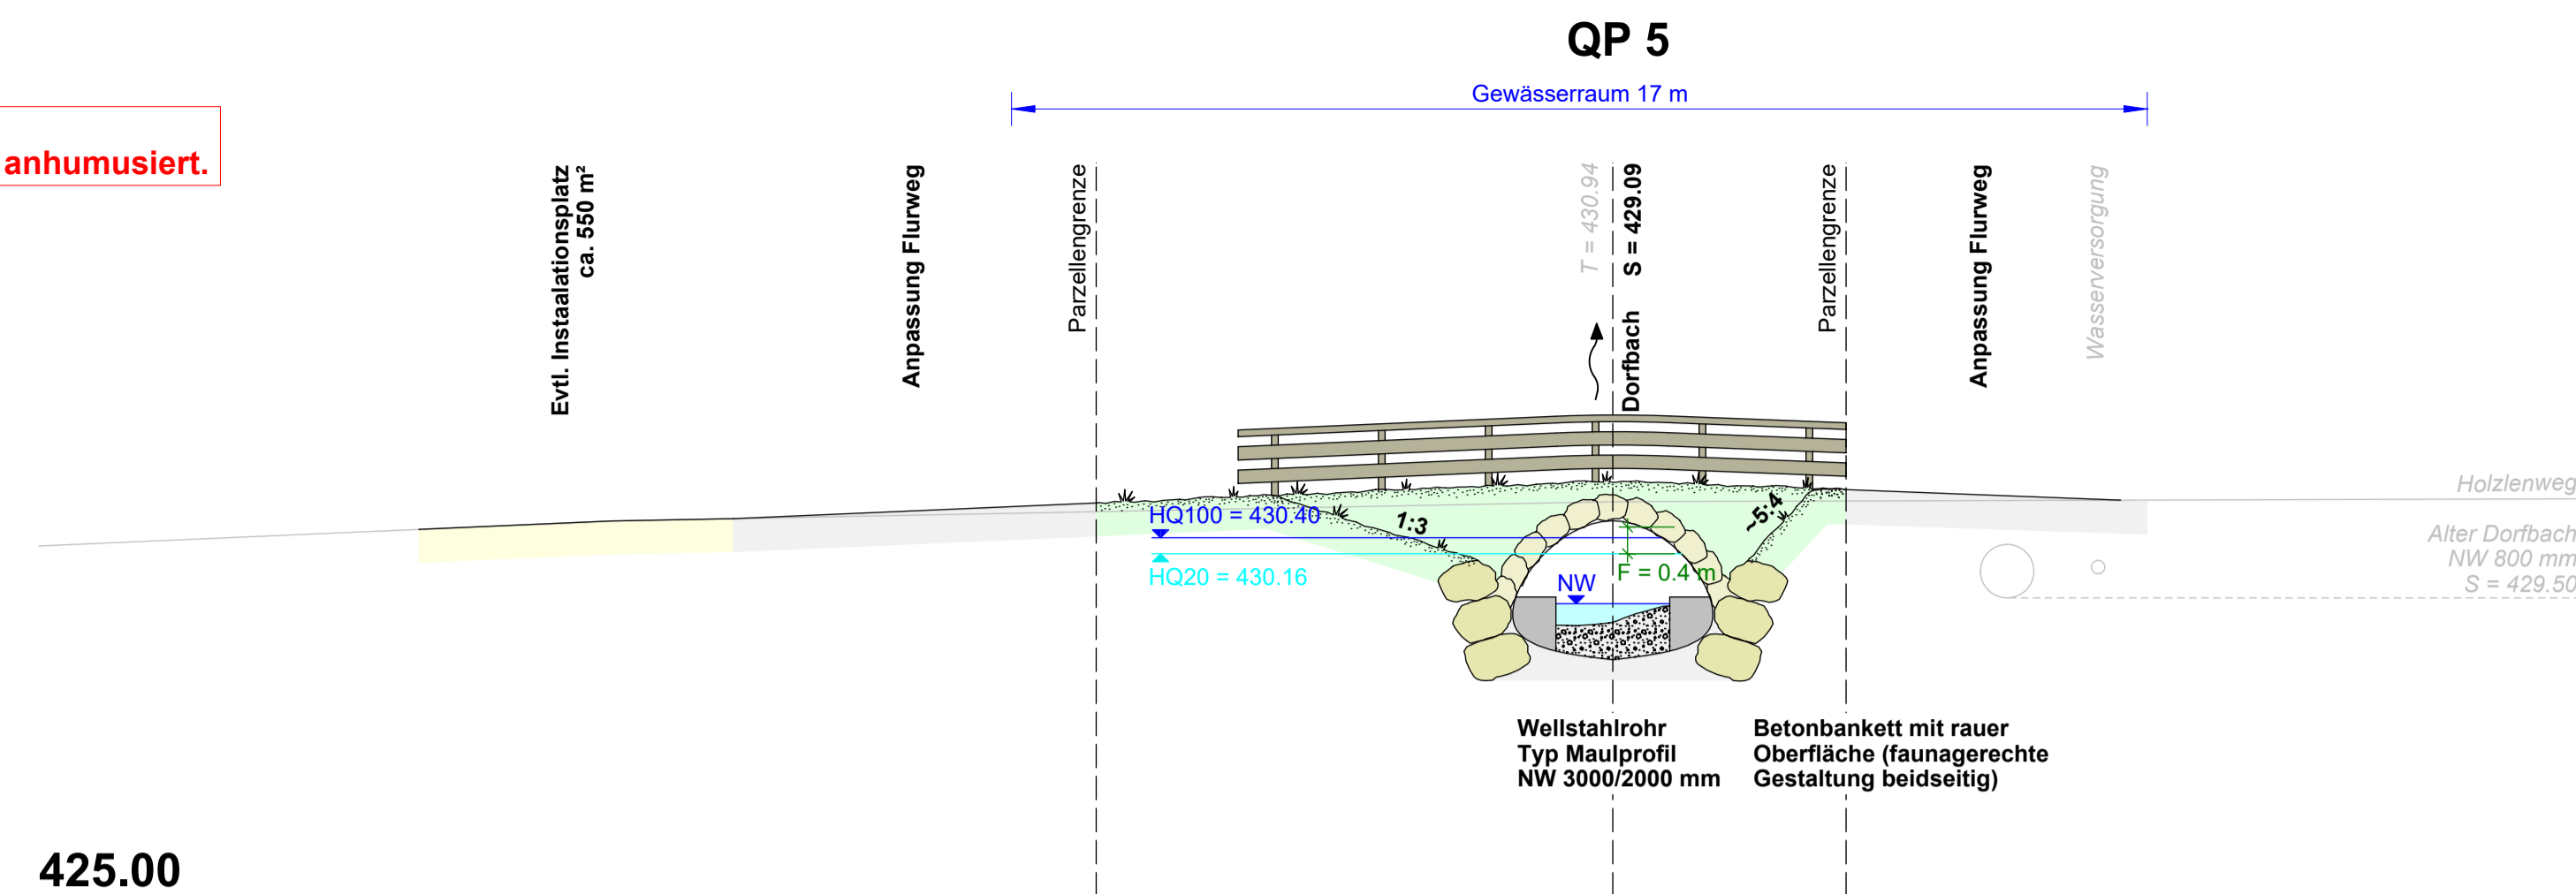 QP 5
Gewässerraum 17 m
anhumusiert.
Evtl. Instaalationsplatz
ca. 550 m²
Anpassung Flurweg
Parzellengrenze
T = 430.94
Dorfbach S = 429.09
Parzellengrenze
Anpassung Flurweg
Wasserversorgung
Holzlenweg
HQ100 = 430.40
1:3
~5:4
Alter Dorfbach
NW 800 mm
S = 429.50
HQ20 = 430.16
NW
F = 0.4 m
Wellstahlrohr
Typ Maulprofil
NW 3000/2000 mm
Betonbankett mit rauer
Oberfläche (faunagerechte
Gestaltung beidseitig)
425.00